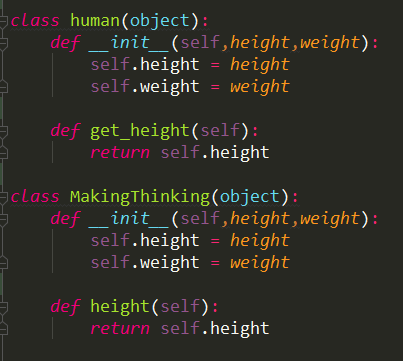 class human(object):
    def __init__(self,height,weight):
        self.height = height
        self.weight = weight

    def get_height(self):
        return self.height

class MakingThinking(object):
    def __init__(self,height,weight):
        self.height = height
        self.weight = weight

    def height(self):
        return self.height